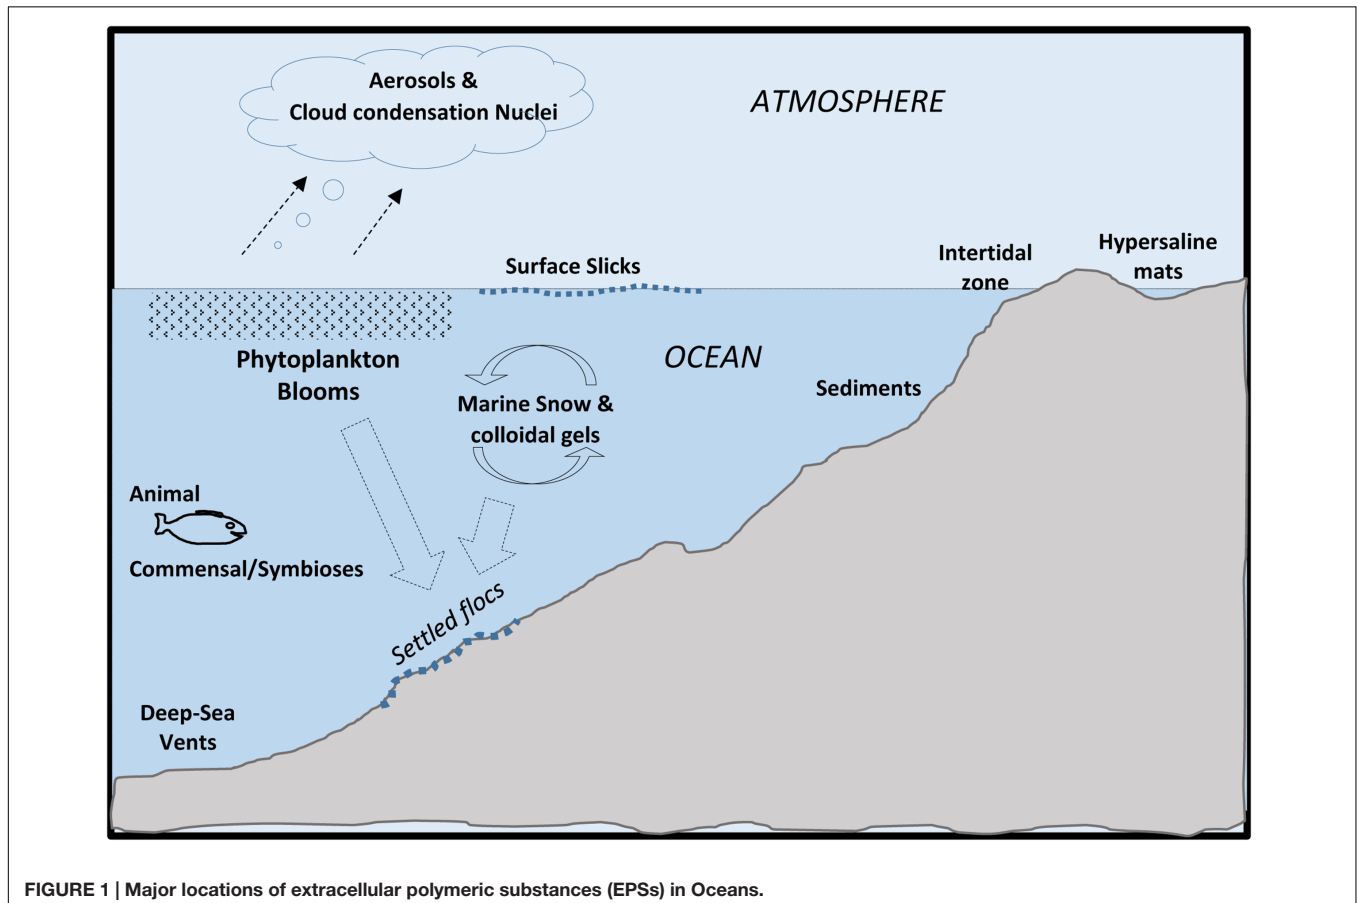 Aerosols &
Cloud condensation Nuclei
ATMOSPHERE
Surface Slicks
Intertidal
zone
Hypersaline
mats
Phytoplankton
Blooms
OCEAN
Marine Snow &
colloidal gels
Sediments
Animal
Commensal/Symbioses
Settled flocs
Deep-Sea
Vents
FIGURE 1 | Major locations of extracellular polymeric substances (EPSs) in Oceans.